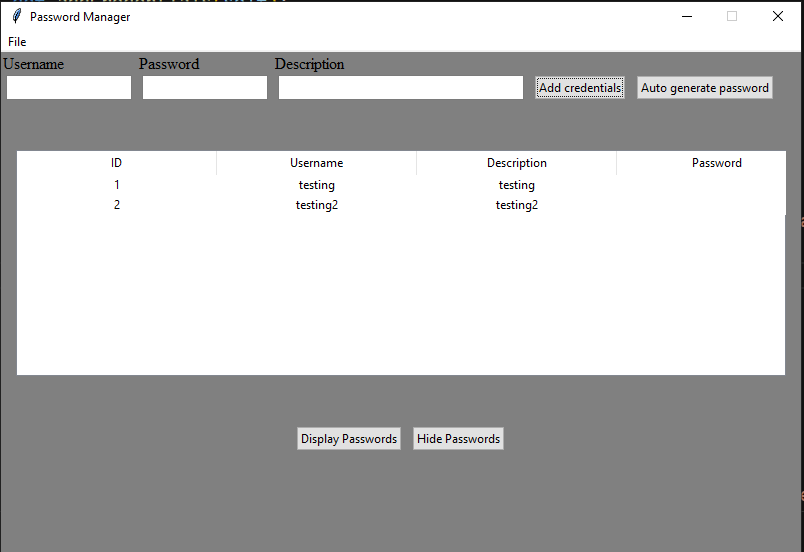 Password Manager
File
Username Password Description
Add credentials Auto generate password
ID Username Description Password
1 testing testing
2 testing2 testing2
Display Passwords Hide Passwords